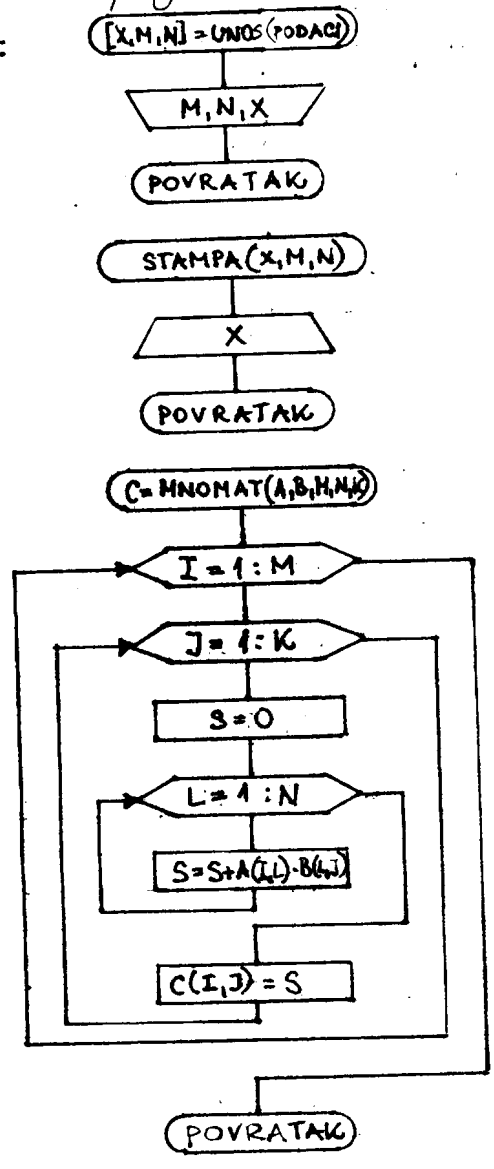 :
[X,M,N] = UNOS(PODACI)
M,N,X
POVRATAK
STAMPA(X,M,N)
X
POVRATAK
C=MNOMAT(A,B,M,N,K)
I = 1 : M
J = 1 : K
S = 0
L = 1 : N
S=S+A(I,L)·B(L,J)
C(I,J) = S
POVRATAK